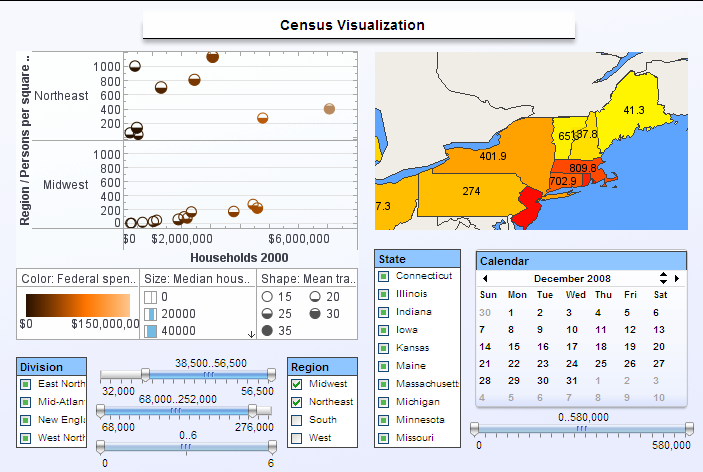 Census Visualization
Region / Persons per square ..
Northeast
1000
800
600
400
200
Midwest
1000
800
600
400
200
$0
$0
$2,000,000
$6,000,000
Households 2000
41.3
65
37.8
401.9
809.8
702.9
274
7.3
Color: Federal spen..
$0
$150,000,00
Size: Median hous..
0
20000
40000
Shape: Mean tra..
15
20
25
30
35
State
Connecticut
Illinois
Indiana
Iowa
Kansas
Maine
Massachusetts
Michigan
Minnesota
Missouri
Calendar
December 2008
Sun Mon Tue Wed Thu Fri Sat
30 1 2 3 4 5 6
7 8 9 10 11 12 13
14 15 16 17 18 19 20
21 22 23 24 25 26 27
28 29 30 31 1 2 3
4 5 6 7 8 9 10
0..580,000
0
580,000
Division
East North
Mid-Atlan
New Engla
West North
38,500..56,500
32,000
56,500
68,000..252,000
68,000
276,000
0..6
0
6
Region
Midwest
Northeast
South
West